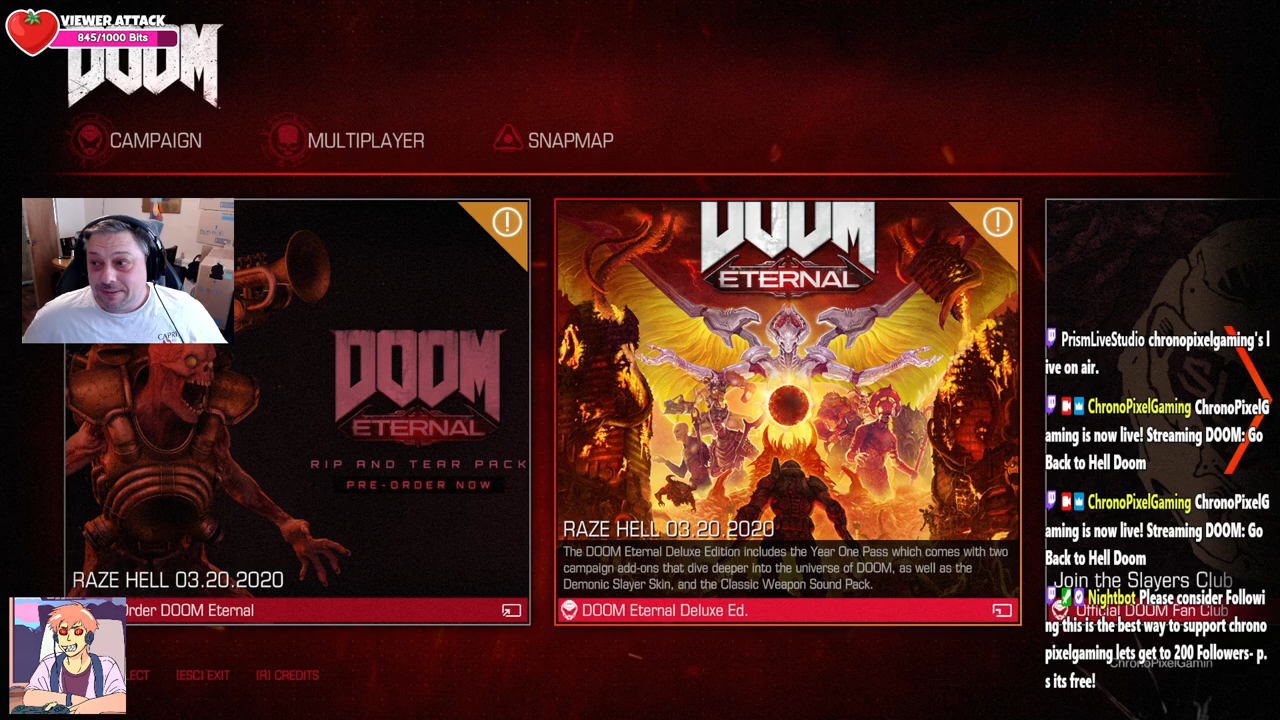 VIEWER ATTACK
845/1000 Bits
DOOM
CAMPAIGN
MULTIPLAYER
SNAPMAP
DOOM
ETERNAL
RIP AND TEAR PACK
PRE-ORDER NOW
RAZE HELL 03.20.2020
rder DOOM Eternal
DOOM
ETERNAL
RAZE HELL 03.20.2020
The DOOM Eternal Deluxe Edition includes the Year One Pass which comes with two
campaign add-ons that dive deeper into the universe of DOOM, as well as the
Demonic Slayer Skin, and the Classic Weapon Sound Pack.
DOOM Eternal Deluxe Ed.
PrismLiveStudio chronopixelgaming's l
ive on air.
ChronoPixelGaming ChronoPixelG
aming is now live! Streaming DOOM: Go
Back to Hell Doom
ChronoPixelGaming ChronoPixelG
aming is now live! Streaming DOOM: Go
Back to Hell Doom
Join the Slayers Club
Nightbot Please consider Followi
Official DOOM Fan Club
ng this is the best way to support chrono
pixelgaming lets get to 200 Followers- p.
ChronoPixelGamin
s its free!
LECT
[ESC] EXIT
[R] CREDITS